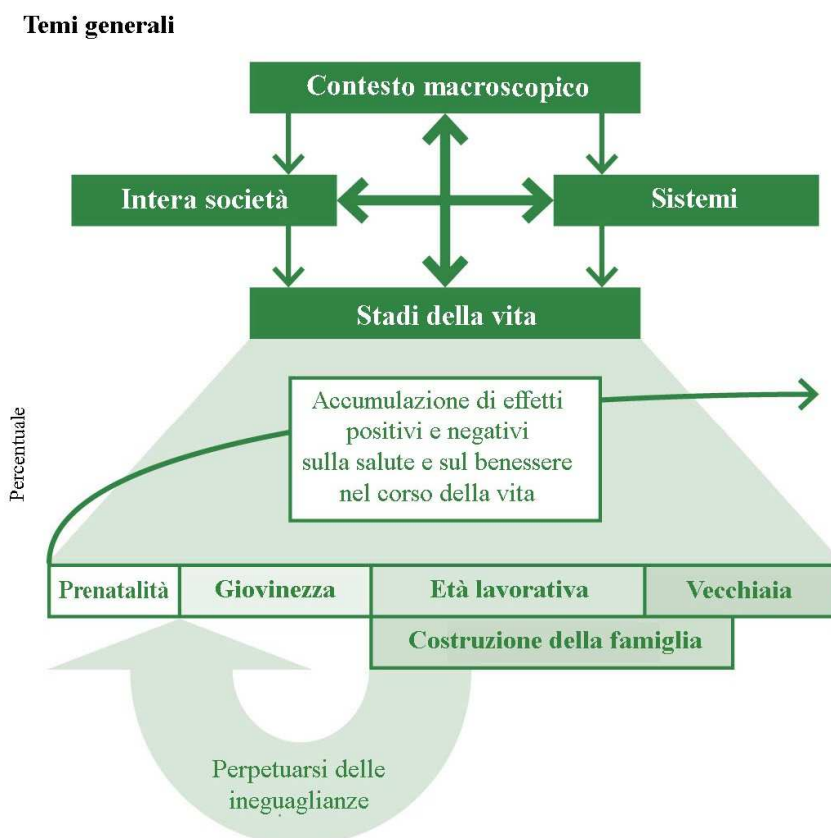 Temi generali
Contesto macroscopico
Intera società
Sistemi
Stadi della vita
Accumulazione di effetti
positivi e negativi
sulla salute e sul benessere
nel corso della vita
Percentuale
Prenatalità
Giovinezza
Età lavorativa
Vecchiaia
Costruzione della famiglia
Perpetuarsi delle
ineguaglianze